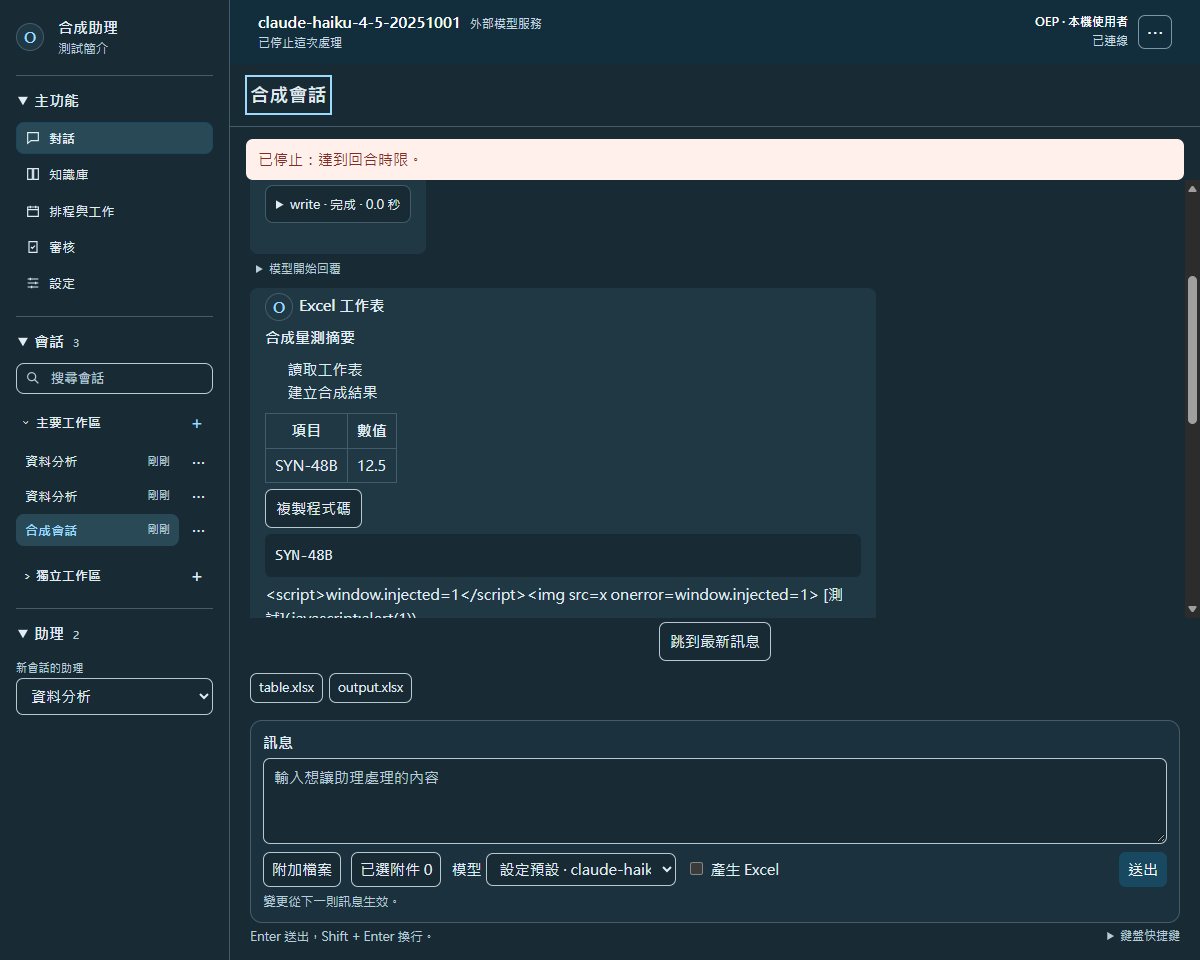 O
合成助理
測試簡介
▼ 主功能
對話
知識庫
排程與工作
審核
設定
▼ 會話 3
搜尋會話
主要工作區 +
資料分析 剛剛 ...
資料分析 剛剛 ...
合成會話 剛剛 ...
獨立工作區 +
▼ 助理 2
新會話的助理
資料分析
claude-haiku-4-5-20251001 外部模型服務
已停止這次處理
OEP · 本機使用者
已連線
...
合成會話
已停止：達到回合時限。
▶ write · 完成 · 0.0 秒
▶ 模型開始回覆
O Excel 工作表
合成量測摘要
讀取工作表
建立合成結果
項目 數值
SYN-48B 12.5
複製程式碼
SYN-48B
<script>window.injected=1</script><img src=x onerror=window.injected=1> [測
試](javascript:alert(1))
跳到最新訊息
table.xlsx output.xlsx
訊息
輸入想讓助理處理的內容
附加檔案 已選附件 0 模型 設定預設 · claude-haik 產生 Excel 送出
變更從下一則訊息生效。
Enter 送出，Shift + Enter 換行。 ▶ 鍵盤快捷鍵